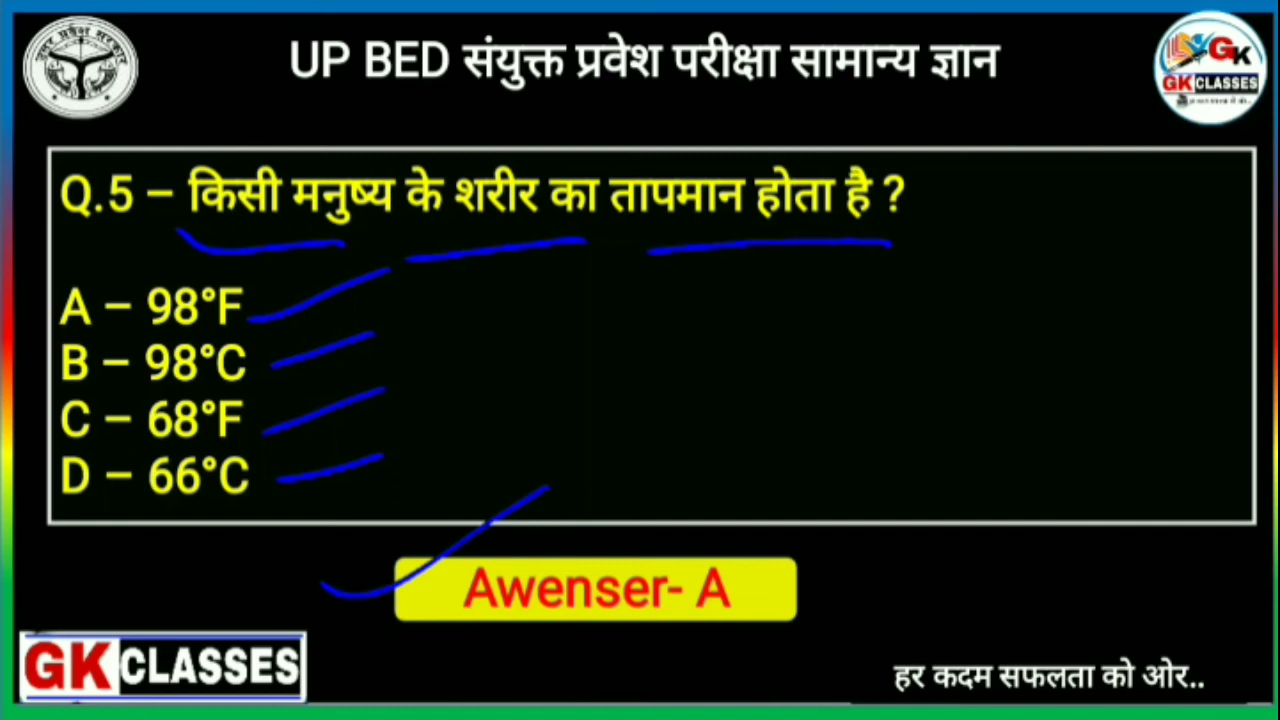 UP BED संयुक्त प्रवेश परीक्षा सामान्य ज्ञान
GK
GK CLASSES
Q.5 – किसी मनुष्य के शरीर का तापमान होता है ?
A – 98°F
B – 98°C
C – 68°F
D – 66°C
Awenser- A
GK CLASSES
हर कदम सफलता को ओर..